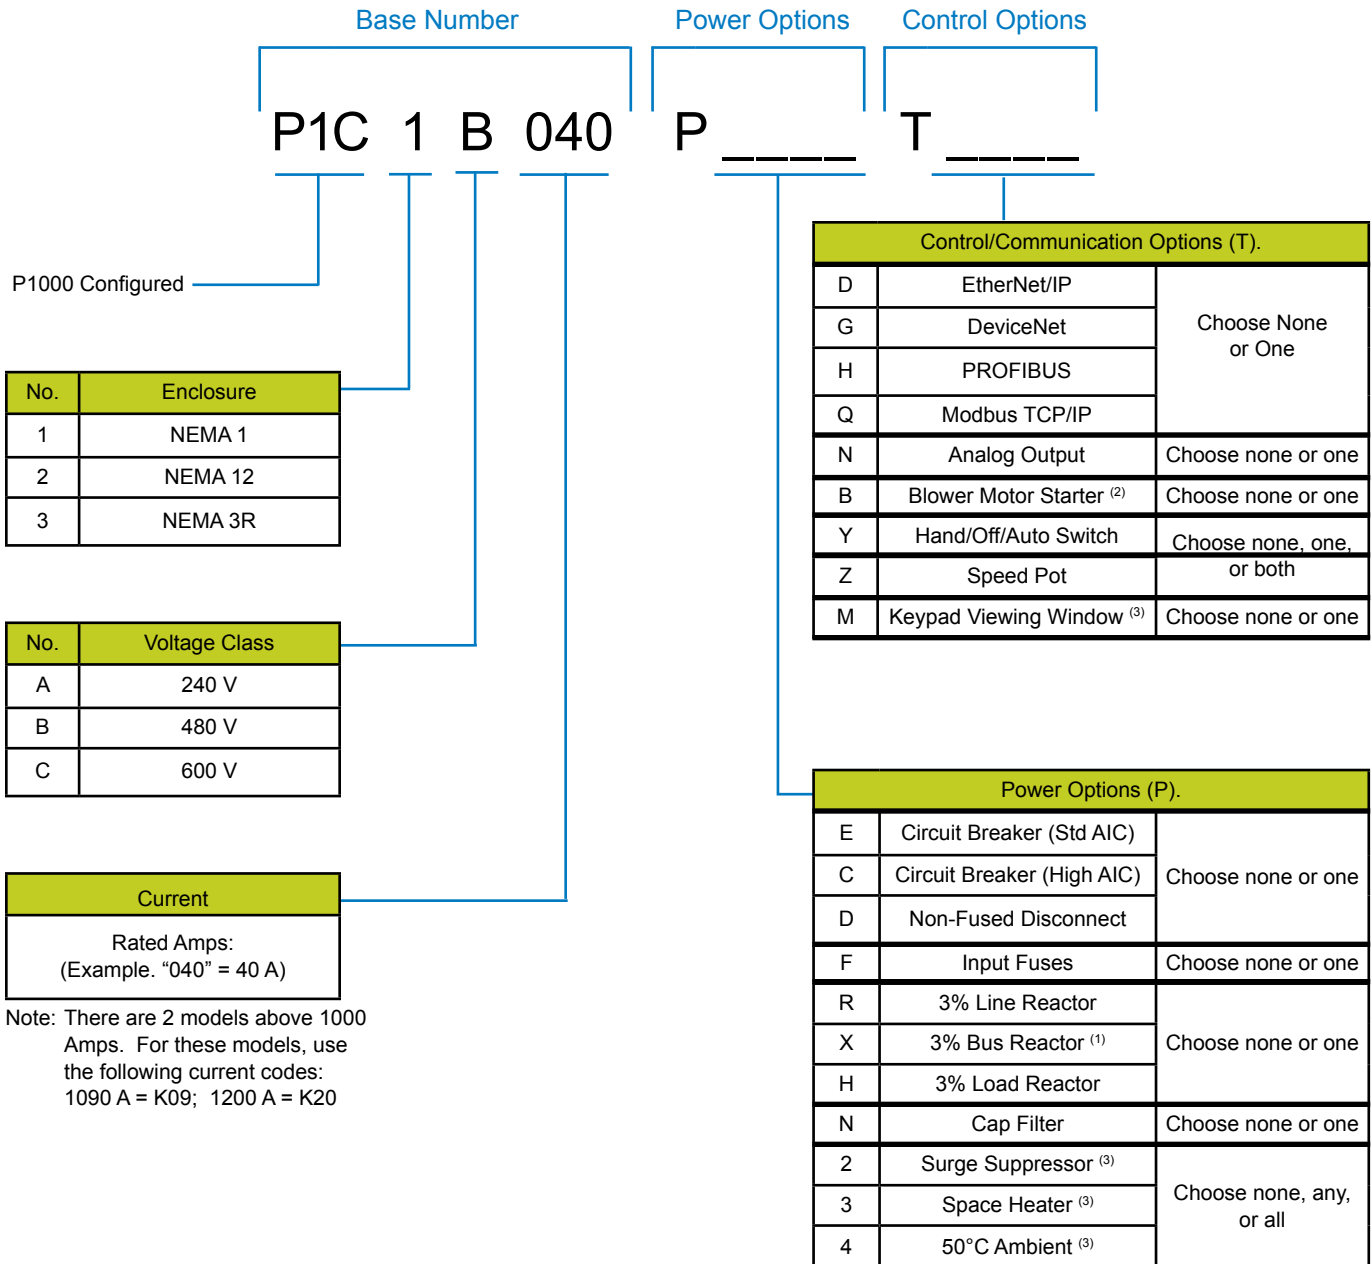 Base Number Power Options Control Options
P1C 1 B 040 P ____ T ____
P1000 Configured
No. Enclosure
1 NEMA 1
2 NEMA 12
3 NEMA 3R
No. Voltage Class
A 240 V
B 480 V
C 600 V
Current
Rated Amps:
(Example. “040” = 40 A)
Note: There are 2 models above 1000
Amps. For these models, use
the following current codes:
1090 A = K09; 1200 A = K20
Control/Communication Options (T).
D EtherNet/IP
G DeviceNet
H PROFIBUS
Q Modbus TCP/IP
Choose None
or One
N Analog Output Choose none or one
B Blower Motor Starter (2) Choose none or one
Y Hand/Off/Auto Switch
Z Speed Pot
Choose none, one,
or both
M Keypad Viewing Window (3) Choose none or one
Power Options (P).
E Circuit Breaker (Std AIC)
C Circuit Breaker (High AIC)
D Non-Fused Disconnect
Choose none or one
F Input Fuses Choose none or one
R 3% Line Reactor
X 3% Bus Reactor (1)
H 3% Load Reactor
Choose none or one
N Cap Filter Choose none or one
2 Surge Suppressor (3)
3 Space Heater (3)
4 50°C Ambient (3)
Choose none, any,
or all